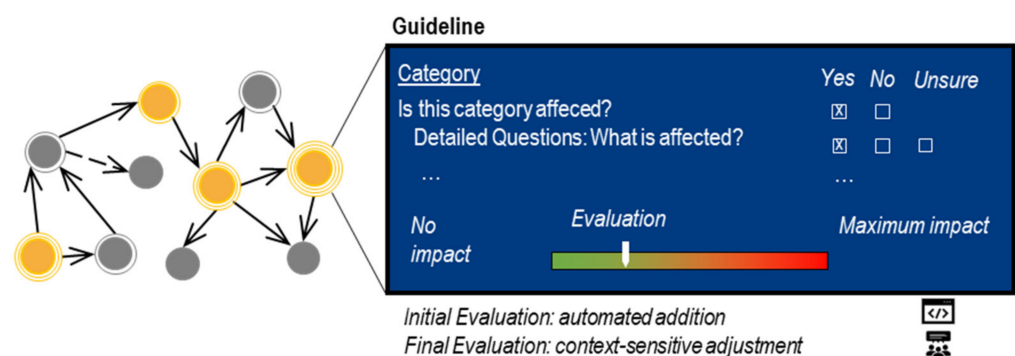 Guideline
Category Yes No Unsure
Is this category affeced? X
Detailed Questions: What is affected? X
... ...
No impact Evaluation Maximum impact
</>
Initial Evaluation: automated addition
Final Evaluation: context-sensitive adjustment